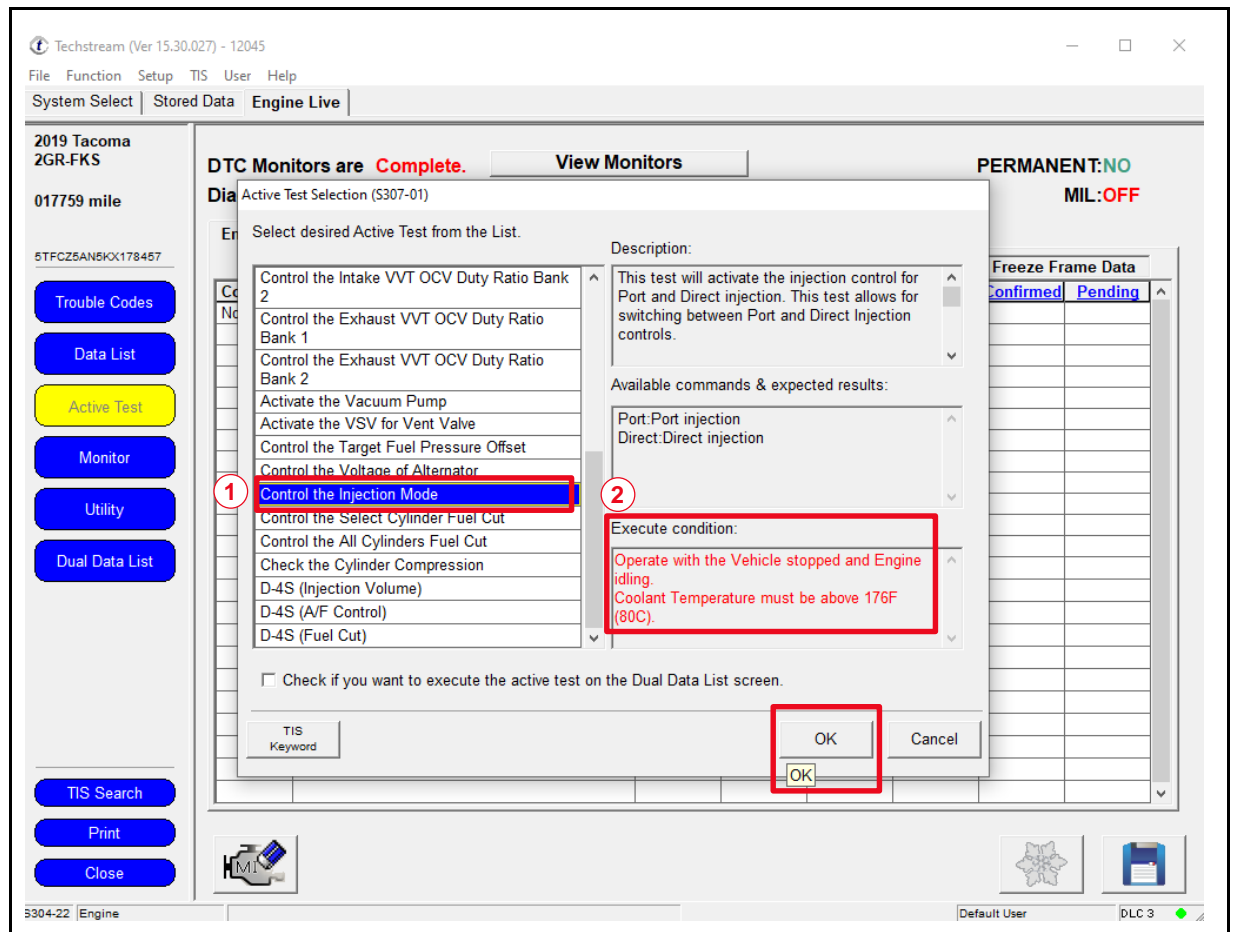 Techstream (Ver 15.30.027) - 12045
File Function Setup TIS User Help
System Select Stored Data Engine Live
2019 Tacoma
2GR-FKS
017759 mile
5TFCZ5AN5KX178457
Trouble Codes
Data List
Active Test
Monitor
Utility
Dual Data List
TIS Search
Print
Close
DTC Monitors are Complete. View Monitors PERMANENT:NO
Dia MIL:OFF
En
Freeze Frame Data
Co Confirmed Pending
No
Active Test Selection (S307-01)
Select desired Active Test from the List.
Control the Intake VVT OCV Duty Ratio Bank
2
Control the Exhaust VVT OCV Duty Ratio
Bank 1
Control the Exhaust VVT OCV Duty Ratio
Bank 2
Activate the Vacuum Pump
Activate the VSV for Vent Valve
Control the Target Fuel Pressure Offset
Control the Voltage of Alternator
1 Control the Injection Mode
Control the Select Cylinder Fuel Cut
Control the All Cylinders Fuel Cut
Check the Cylinder Compression
D-4S (Injection Volume)
D-4S (A/F Control)
D-4S (Fuel Cut)
Description:
This test will activate the injection control for
Port and Direct injection. This test allows for
switching between Port and Direct Injection
controls.
Available commands & expected results:
Port:Port injection
Direct:Direct injection
2
Execute condition:
Operate with the Vehicle stopped and Engine
idling.
Coolant Temperature must be above 176F
(80C).
Check if you want to execute the active test on the Dual Data List screen.
TIS
Keyword
OK Cancel
OK
MI
S304-22 Engine Default User DLC 3